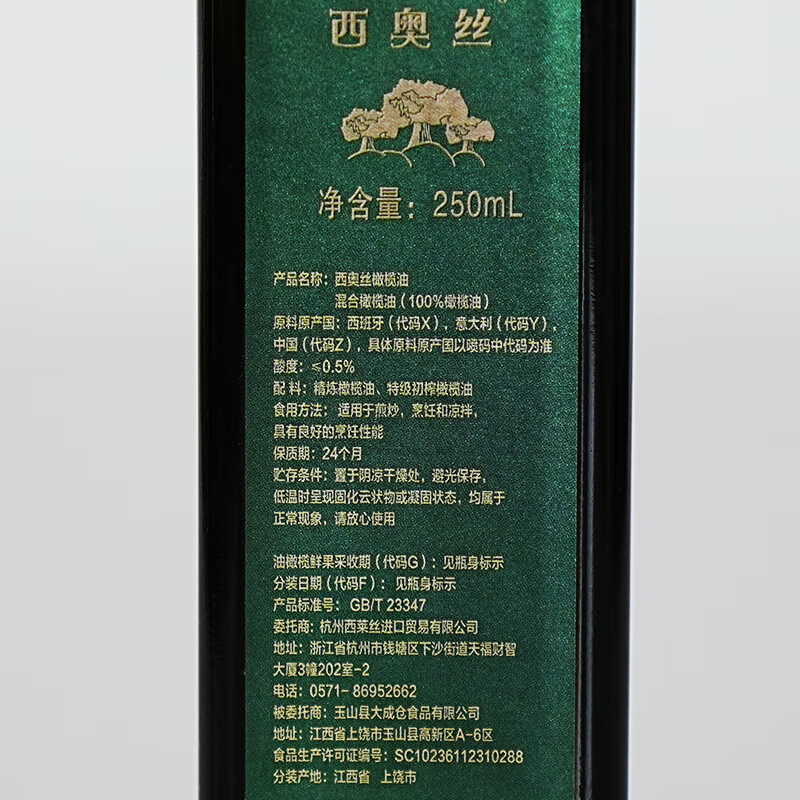 西奥丝
净含量：250mL
产品名称：西奥丝橄榄油
混合橄榄油（100%橄榄油）
原料原产国：西班牙（代码X），意大利（代码Y），
中国（代码Z），具体原料原产国以喷码中代码为准
酸度：≤0.5%
配 料：精炼橄榄油、特级初榨橄榄油
食用方法：适用于煎炒，烹饪和凉拌，
具有良好的烹饪性能
保质期：24个月
贮存条件：置于阴凉干燥处，避光保存，
低温时呈现固化云状物或凝固状态，均属于
正常现象，请放心使用
油橄榄鲜果采收期（代码G）：见瓶身标示
分装日期（代码F）：见瓶身标示
产品标准号：GB/T 23347
委托商：杭州西莱丝进口贸易有限公司
地址：浙江省杭州市钱塘区下沙街道天福财智
大厦3幢202室-2
电话：0571-86952662
被委托商：玉山县大成仓食品有限公司
地址：江西省上饶市玉山县高新区A-6区
食品生产许可证编号：SC10236112310288
分装产地：江西省 上饶市